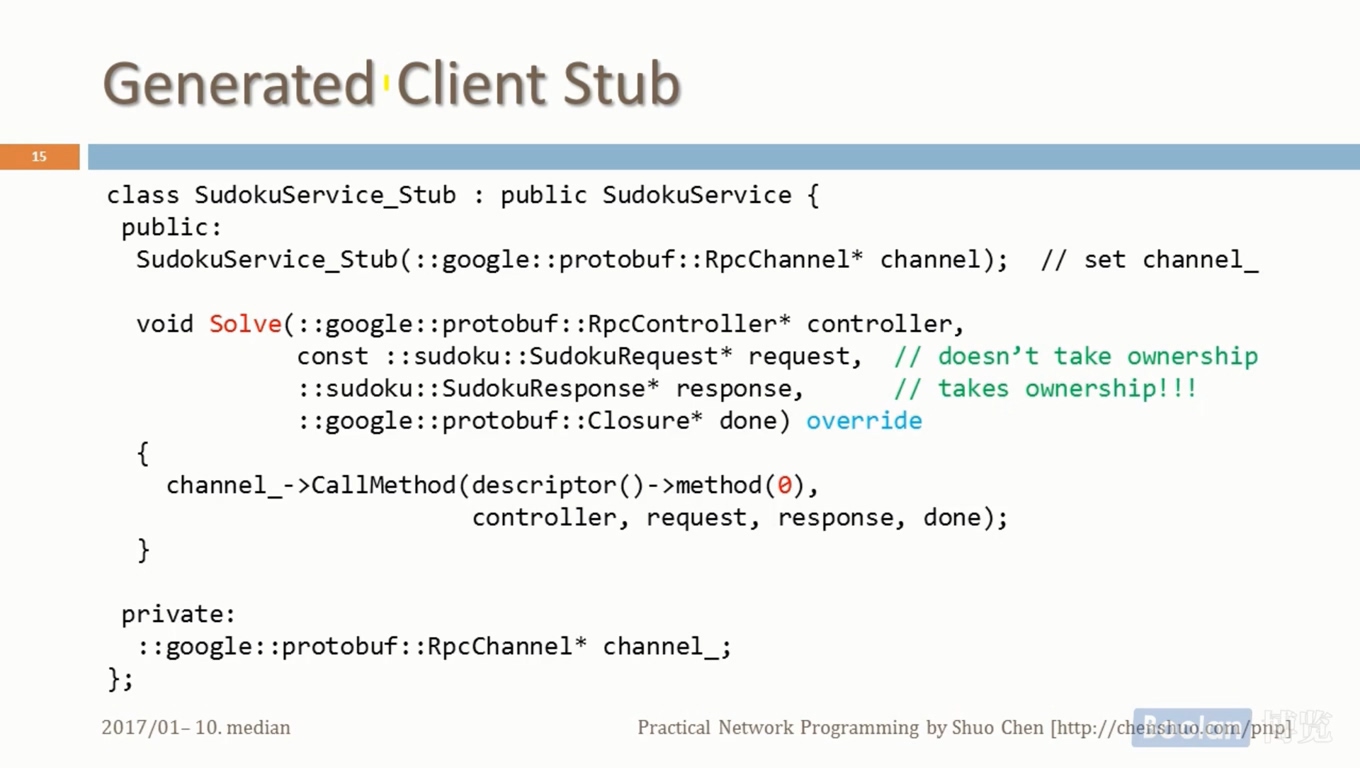 Generated Client Stub
15
class SudokuService_Stub : public SudokuService {
 public:
  SudokuService_Stub(::google::protobuf::RpcChannel* channel);  // set channel_
  void Solve(::google::protobuf::RpcController* controller,
             const ::sudoku::SudokuRequest* request,  // doesn’t take ownership
             ::sudoku::SudokuResponse* response,      // takes ownership!!!
             ::google::protobuf::Closure* done) override
  {
    channel_->CallMethod(descriptor()->method(0),
                         controller, request, response, done);
  }
 private:
  ::google::protobuf::RpcChannel* channel_;
};
2017/01– 10. median
Practical Network Programming by Shuo Chen [http://chenshuo.com/pnp]
Boolan 博览